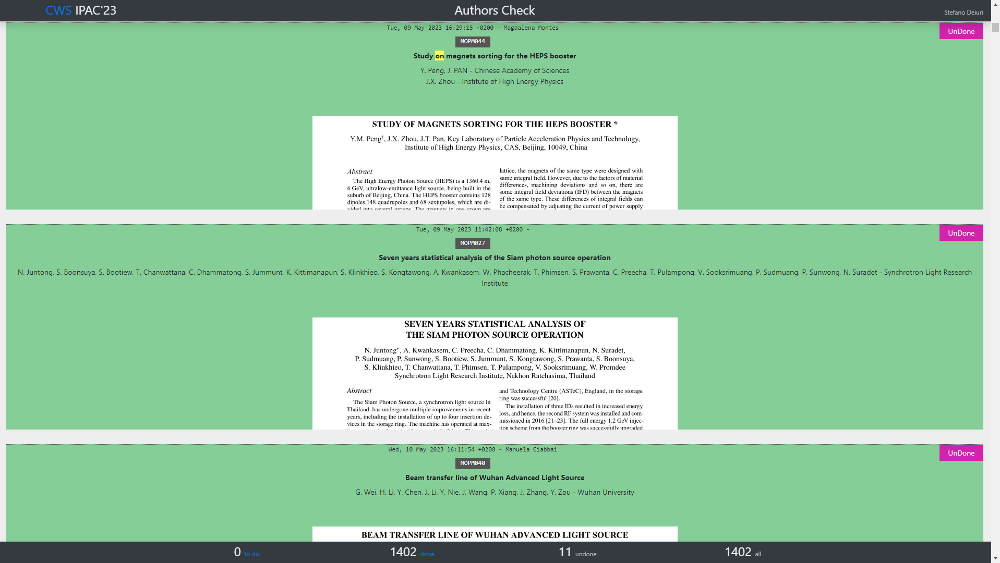 CWS IPAC'23
Authors Check
Stefano Deiuri
Tue, 09 May 2023 16:29:15 +0200 - Magdalena Montes
UnDone
MOPM044
Study on magnets sorting for the HEPS booster
Y. Peng, J. PAN - Chinese Academy of Sciences
J.X. Zhou - Institute of High Energy Physics
STUDY OF MAGNETS SORTING FOR THE HEPS BOOSTER *
Y.M. Peng†, J.X. Zhou, J.T. Pan, Key Laboratory of Particle Acceleration Physics and Technology,
Institute of High Energy Physics, CAS, Beijing, 10049, China
Abstract
The High Energy Photon Source (HEPS) is a 1360.4 m,
6 GeV, ultralow-emittance light source, being built in the
suburb of Beijing, China. The HEPS booster contains 128
dipoles,148 quadrupoles and 68 sextupoles, which are di-
vided into several groups. The magnets in one group are
lattice, the magnets of the same type were designed with
same integral field. However, due to the factors of material
differences, machining deviations and so on, there are
some integral field deviations (IFD) between the magnets
of the same type. These differences of integral fields can
be compensated by adjusting the current of power supply
Tue, 09 May 2023 11:42:08 +0200 -
UnDone
MOPM027
Seven years statistical analysis of the Siam photon source operation
N. Juntong, S. Boonsuya, S. Bootiew, T. Chanwattana, C. Dhammatong, S. Jummunt, K. Kittimanapun, S. Klinkhieo, S. Kongtawong, A. Kwankasem, W. Phacheerak, T. Phimsen, S. Prawanta, C. Preecha, T. Pulampong, V. Sooksrimuang, P. Sudmuang, P. Sunwong, N. Suradet - Synchrotron Light Research
Institute
SEVEN YEARS STATISTICAL ANALYSIS OF
THE SIAM PHOTON SOURCE OPERATION
N. Juntong*, A. Kwankasem, C. Preecha, C. Dhammatong, K. Kittimanapun, N. Suradet,
P. Sudmuang, P. Sunwong, S. Bootiew, S. Jummunt, S. Kongtawong, S. Prawanta, S. Boonsuya,
S. Klinkhieo, T. Chanwattana, T. Phimsen, T. Pulampong, V. Sooksrimuang, W. Promdee
Synchrotron Light Research Institute, Nakhon Ratchasima, Thailand
Abstract
The Siam Photon Source, a synchrotron light source in
Thailand, has undergone multiple improvements in recent
years, including the installation of up to four insertion de-
vices in the storage ring. The machine has operated at max-
and Technology Centre (ASTeC), England, in the storage
ring was successful [20].
The installation of three IDs resulted in increased energy
loss, and hence, the second RF system was installed and com-
missioned in 2016 [21–23]. The full energy 1.2 GeV injec-
tion scheme from the booster ring was successfully upgraded
Wed, 10 May 2023 16:11:54 +0200 - Manuela Giabbai
UnDone
MOPM040
Beam transfer line of Wuhan Advanced Light Source
G. Wei, H. Li, Y. Chen, J. Li, Y. Nie, J. Wang, P. Xiang, J. Zhang, Y. Zou - Wuhan University
BEAM TRANSFER LINE OF WUHAN ADVANCED LIGHT SOURCE
0 to do
1402 done
11 undone
1402 all